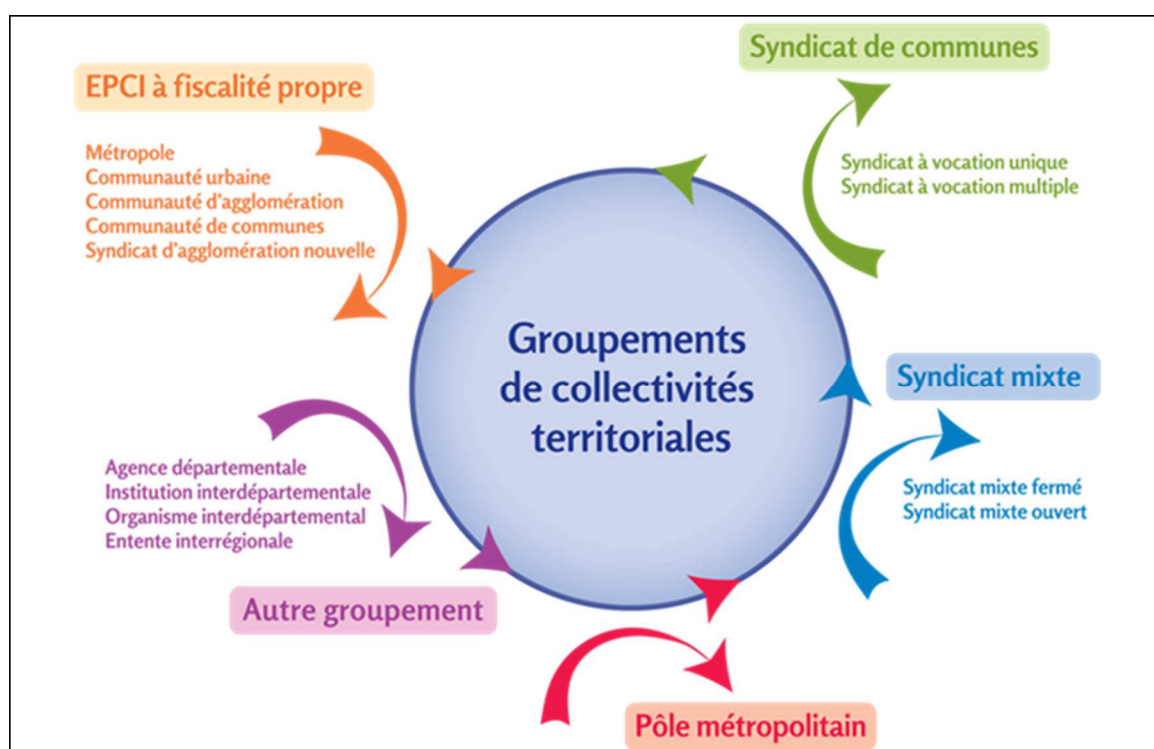 EPCI à fiscalité propre
Métropole
Communauté urbaine
Communauté d'agglomération
Communauté de communes
Syndicat d'agglomération nouvelle
Syndicat de communes
Syndicat à vocation unique
Syndicat à vocation multiple
Groupements
de collectivités
territoriales
Syndicat mixte
Syndicat mixte fermé
Syndicat mixte ouvert
Agence départementale
Institution interdépartementale
Organisme interdépartemental
Entente interrégionale
Autre groupement
Pôle métropolitain